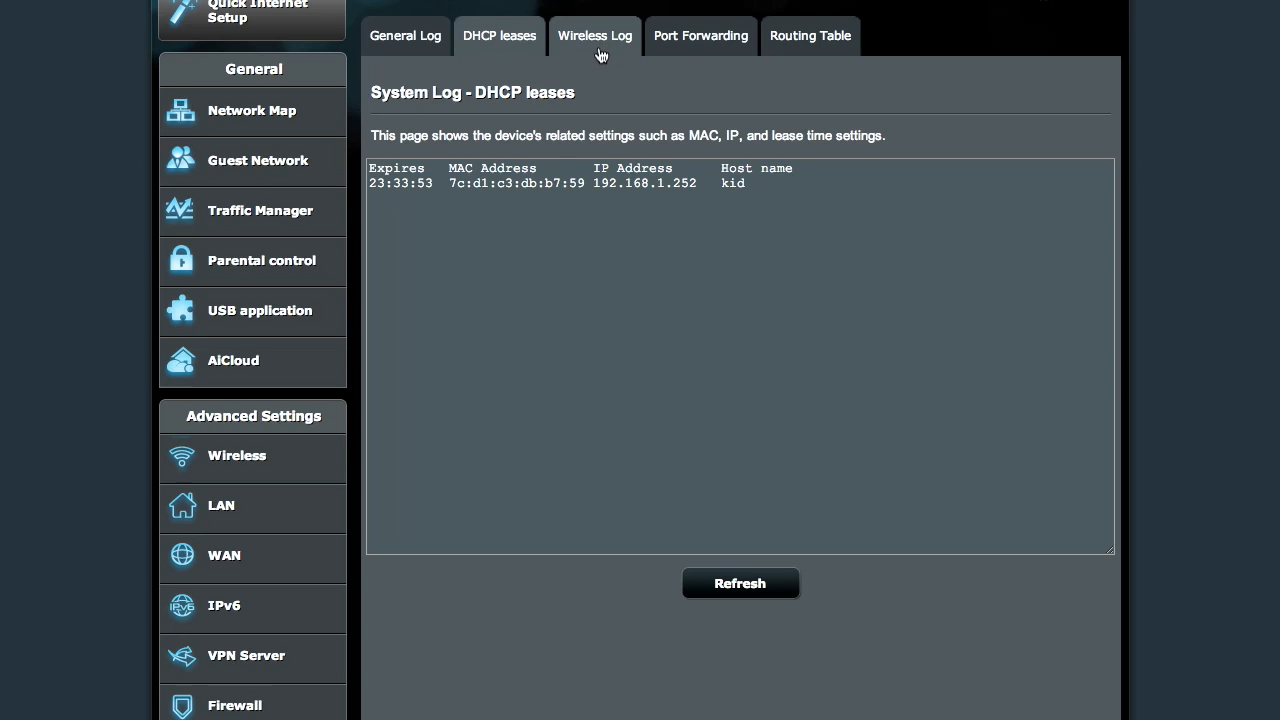 Quick Internet
Setup
General
Network Map
Guest Network
Traffic Manager
Parental control
USB application
AiCloud
Advanced Settings
Wireless
LAN
WAN
IPv6
IPv6
VPN Server
Firewall
General Log
DHCP leases
Wireless Log
Port Forwarding
Routing Table
System Log - DHCP leases
This page shows the device's related settings such as MAC, IP, and lease time settings.
Expires MAC Address IP Address Host name
23:33:53 7c:d1:c3:db:b7:59 192.168.1.252 kid
Refresh